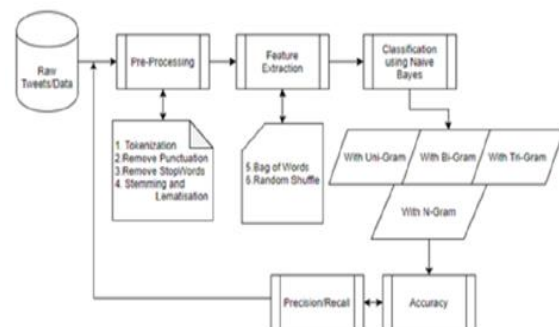 Raw
Tweets/Data
Pre-Processing
Feature
Extraction
Classification
using Naive
Bayes
1. Tokenization
2.Remove Punctuation
3.Remove StopWords
4. Stemming and
Lematisation
5.Bag of Words
6.Random Shuffle
With Uni-Gram
With Bi-Gram
With Tri-Gram
With N-Gram
Precision/Recall
Accuracy